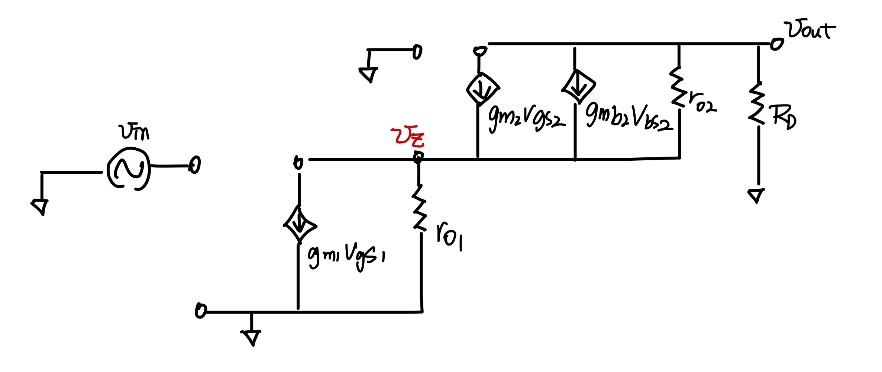 Vout
gm2Vgs2
gmb2Vbs2
ro2
RD
Vin
Vz
gm1Vgs1
ro1